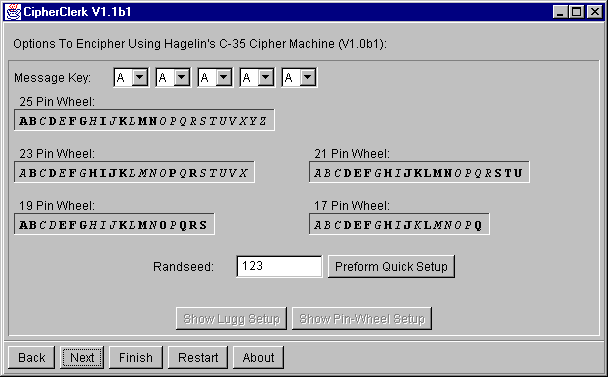 CipherClerk V1.1b1
Options To Encipher Using Hagelin's C-35 Cipher Machine (V1.0b1):
Message Key: A A A A A
25 Pin Wheel:
ABCDEFGHIJKLMNOPQRSTUVXYZ
23 Pin Wheel:
ABCDEFGHIJKLMNOPQRSTUVX
21 Pin Wheel:
ABCDEFGHIJKLMNOPQRSTU
19 Pin Wheel:
ABCDEFGHIJKLMNOPQRS
17 Pin Wheel:
ABCDEFGHIJKLMNOPQ
Randseed: 123 Preform Quick Setup
Show Lugg Setup Show Pin-Wheel Setup
Back Next Finish Restart About